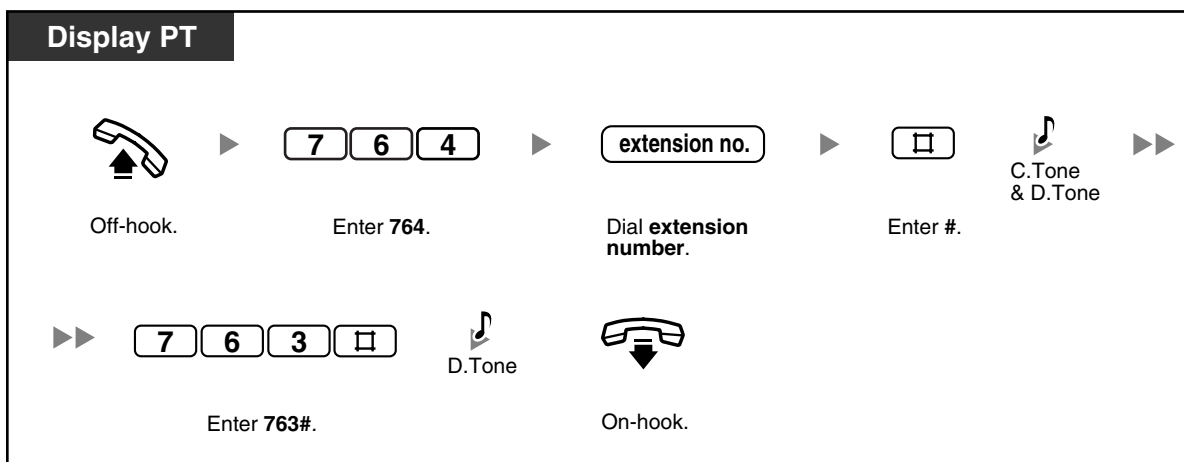 Display PT
7 6 4
extension no.
#
C.Tone
& D.Tone
Off-hook.
Enter 764.
Dial extension
number.
Enter #.
7 6 3 #
D.Tone
Enter 763#.
On-hook.